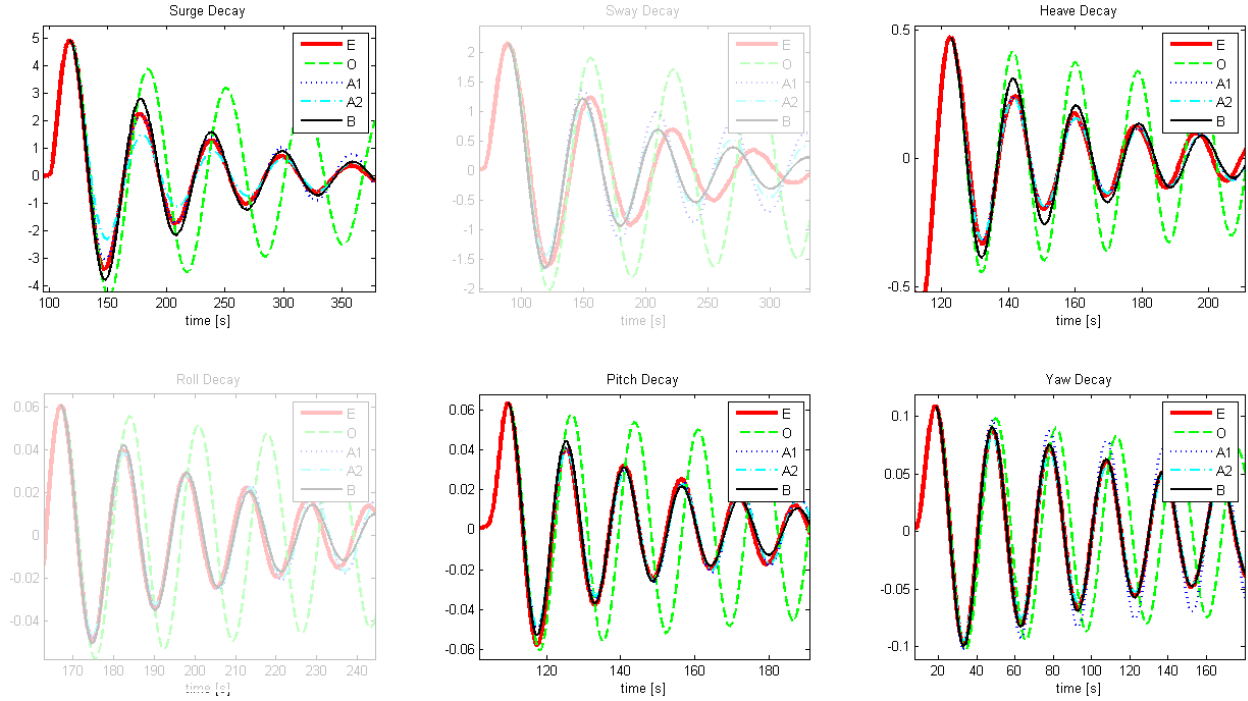 Surge Decay
5
4
3
2
1
0
-1
-2
-3
-4
100 150 200 250 300 350
time [s]
E
O
A1
A2
B
Sway Decay
2
1.5
1
0.5
0
-0.5
-1
-1.5
-2
100 150 200 250 300
time [s]
E
O
A1
A2
B
Heave Decay
0.5
0
-0.5
120 140 160 180 200
time [s]
E
O
A1
A2
B
Roll Decay
0.06
0.04
0.02
0
-0.02
-0.04
170 180 190 200 210 220 230 240
time [s]
E
O
A1
A2
B
Pitch Decay
0.06
0.04
0.02
0
-0.02
-0.04
-0.06
120 140 160 180
time [s]
E
O
A1
A2
B
Yaw Decay
0.1
0.05
0
-0.05
-0.1
20 40 60 80 100 120 140 160
time [s]
E
O
A1
A2
B